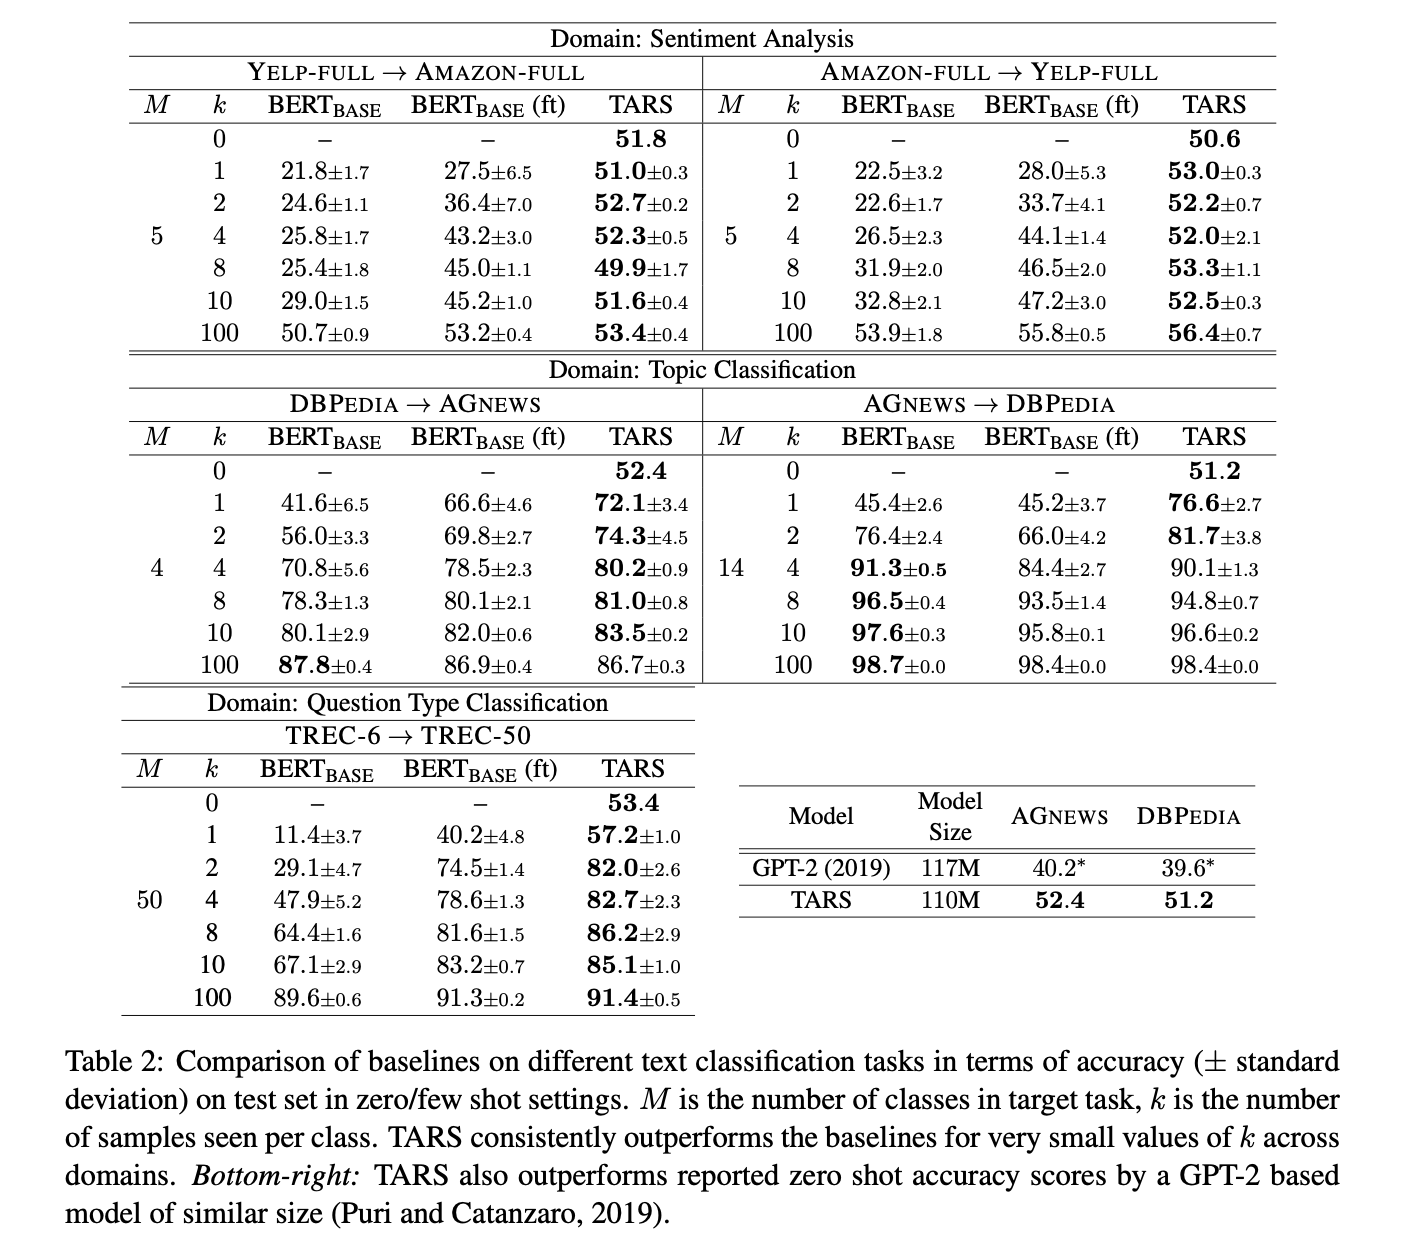 Domain: Sentiment Analysis
YELP-FULL → AMAZON-FULL AMAZON-FULL → YELP-FULL
M k BERTBASE BERTBASE (ft) TARS M k BERTBASE BERTBASE (ft) TARS
0 – – 51.8 0 – – 50.6
1 21.8±1.7 27.5±6.5 51.0±0.3 1 22.5±3.2 28.0±5.3 53.0±0.3
2 24.6±1.1 36.4±7.0 52.7±0.2 2 22.6±1.7 33.7±4.1 52.2±0.7
5 4 25.8±1.7 43.2±3.0 52.3±0.5 5 4 26.5±2.3 44.1±1.4 52.0±2.1
8 25.4±1.8 45.0±1.1 49.9±1.7 8 31.9±2.0 46.5±2.0 53.3±1.1
10 29.0±1.5 45.2±1.0 51.6±0.4 10 32.8±2.1 47.2±3.0 52.5±0.3
100 50.7±0.9 53.2±0.4 53.4±0.4 100 53.9±1.8 55.8±0.5 56.4±0.7
Domain: Topic Classification
DBPEDIA → AGNEWS AGNEWS → DBPEDIA
M k BERTBASE BERTBASE (ft) TARS M k BERTBASE BERTBASE (ft) TARS
0 – – 52.4 0 – – 51.2
1 41.6±6.5 66.6±4.6 72.1±3.4 1 45.4±2.6 45.2±3.7 76.6±2.7
2 56.0±3.3 69.8±2.7 74.3±4.5 2 76.4±2.4 66.0±4.2 81.7±3.8
4 4 70.8±5.6 78.5±2.3 80.2±0.9 14 4 91.3±0.5 84.4±2.7 90.1±1.3
8 78.3±1.3 80.1±2.1 81.0±0.8 8 96.5±0.4 93.5±1.4 94.8±0.7
10 80.1±2.9 82.0±0.6 83.5±0.2 10 97.6±0.3 95.8±0.1 96.6±0.2
100 87.8±0.4 86.9±0.4 86.7±0.3 100 98.7±0.0 98.4±0.0 98.4±0.0
Domain: Question Type Classification
TREC-6 → TREC-50
M k BERTBASE BERTBASE (ft) TARS
0 – – 53.4
1 11.4±3.7 40.2±4.8 57.2±1.0
2 29.1±4.7 74.5±1.4 82.0±2.6
50 4 47.9±5.2 78.6±1.3 82.7±2.3
8 64.4±1.6 81.6±1.5 86.2±2.9
10 67.1±2.9 83.2±0.7 85.1±1.0
100 89.6±0.6 91.3±0.2 91.4±0.5
Model Model Size AGNEWS DBPEDIA
GPT-2 (2019) 117M 40.2* 39.6*
TARS 110M 52.4 51.2
Table 2: Comparison of baselines on different text classification tasks in terms of accuracy (± standard
deviation) on test set in zero/few shot settings. M is the number of classes in target task, k is the number
of samples seen per class. TARS consistently outperforms the baselines for very small values of k across
domains. Bottom-right: TARS also outperforms reported zero shot accuracy scores by a GPT-2 based
model of similar size (Puri and Catanzaro, 2019).